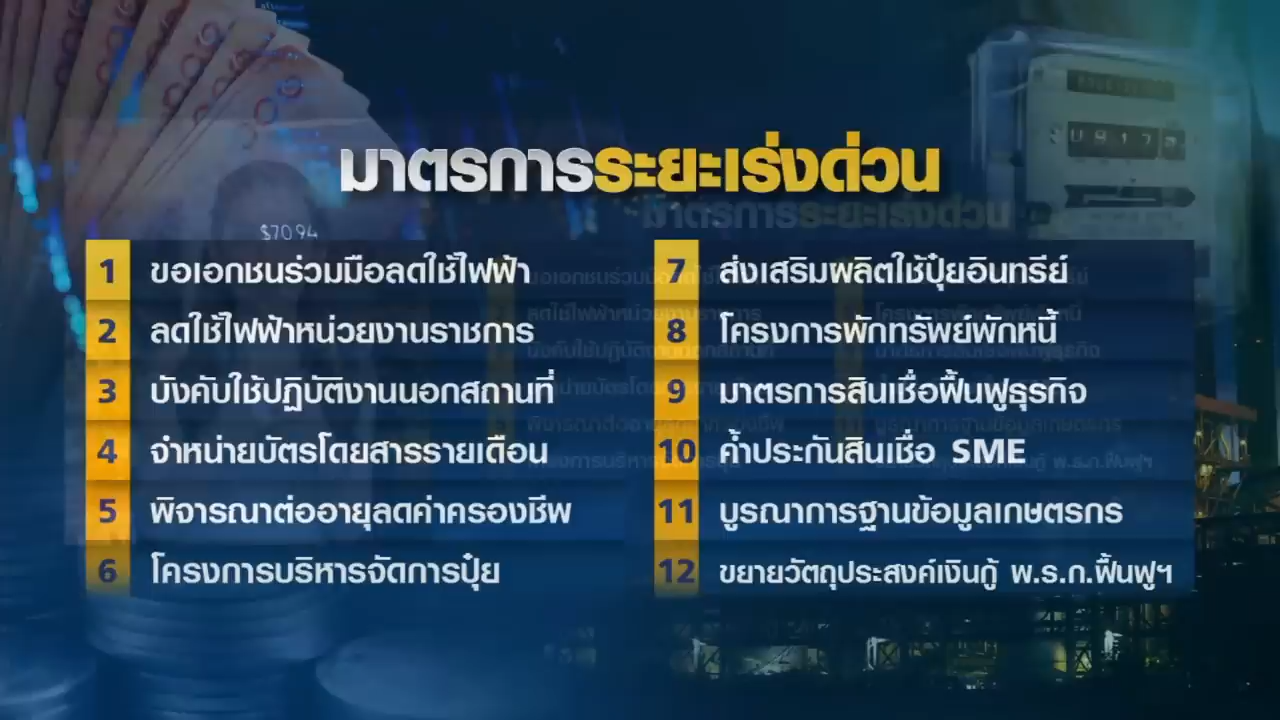 มาตรการระยะเร่งด่วน
$70.94
1 ขอเอกชนร่วมมือลดใช้ไฟฟ้า
2 ลดใช้ไฟฟ้าหน่วยงานราชการ
3 บังคับใช้ปฏิบัติงานนอกสถานที่
4 จำหน่ายบัตรโดยสารรายเดือน
5 พิจารณาต่ออายุลดค่าครองชีพ
6 โครงการบริหารจัดการปุ๋ย
7 ส่งเสริมผลิตใช้ปุ๋ยอินทรีย์
8 โครงการพักทรัพย์พักหนี้
9 มาตรการสินเชื่อฟื้นฟูธุรกิจ
10 ค้ำประกันสินเชื่อ SME
11 บูรณาการฐานข้อมูลเกษตรกร
12 ขยายวัตถุประสงค์เงินกู้ พ.ร.ก.ฟื้นฟูฯ